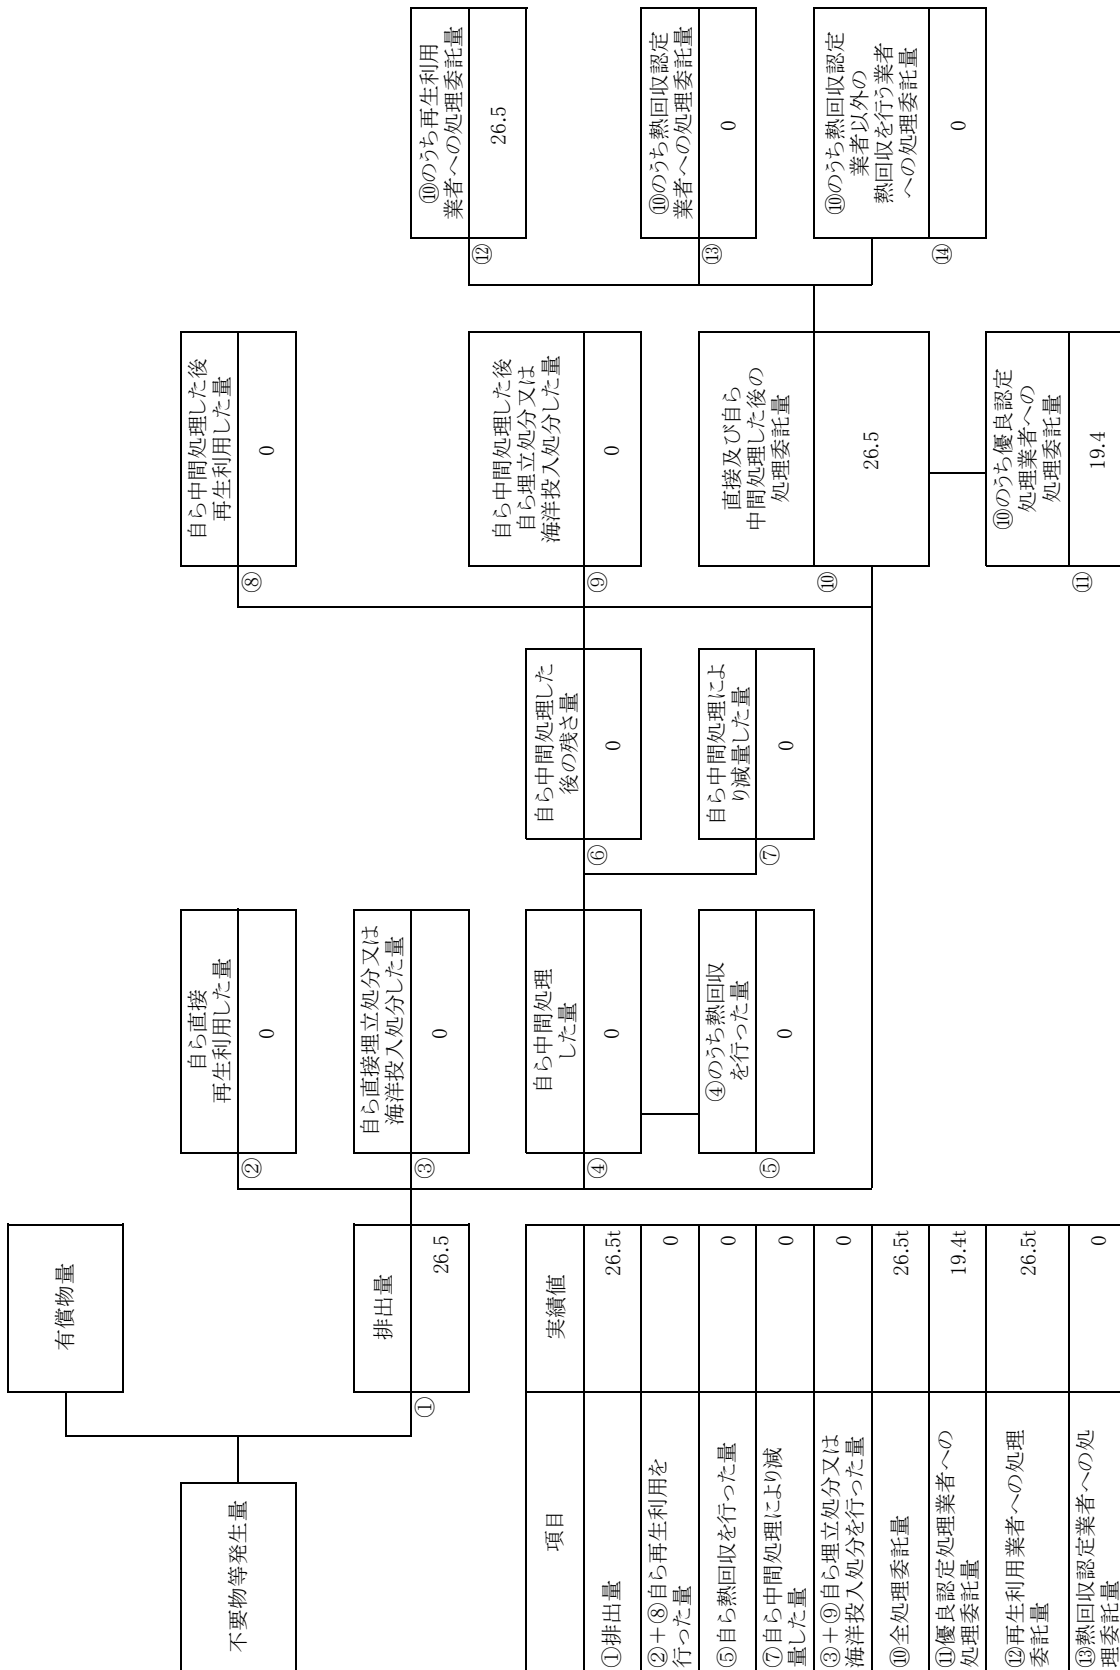 不要物等発生量
有償物量
①
排出量
26.5
②
自ら直接
再生利用した量
0
③
自ら直接埋立処分又は
海洋投入処分した量
0
④
自ら中間処理
した量
0
⑤
④のうち熱回収
を行った量
0
⑥
自ら中間処理した
後の残さ量
0
⑦
自ら中間処理によ
り減量した量
0
⑧
自ら中間処理した後
再生利用した量
0
⑨
自ら中間処理した後
自ら埋立処分又は
海洋投入処分した量
0
⑩
直接及び自ら
中間処理した後の
処理委託量
26.5
⑪
⑩のうち優良認定
処理業者への
処理委託量
19.4
⑫
⑩のうち再生利用
業者への処理委託量
26.5
⑬
⑩のうち熱回収認定
業者への処理委託量
0
⑭
⑩のうち熱回収認定
業者以外の
熱回収を行う業者
への処理委託量
0
項目
実績値
①排出量
26.5t
②+⑧自ら再生利用を
行った量
0
⑤自ら熱回収を行った量
0
⑦自ら中間処理により減
量した量
0
③+⑨自ら埋立処分又は
海洋投入処分を行った量
0
⑩全処理委託量
26.5t
⑪優良認定処理業者への
処理委託量
19.4t
⑫再生利用業者への処理
委託量
26.5t
⑬熱回収認定業者への処
理委託量
0